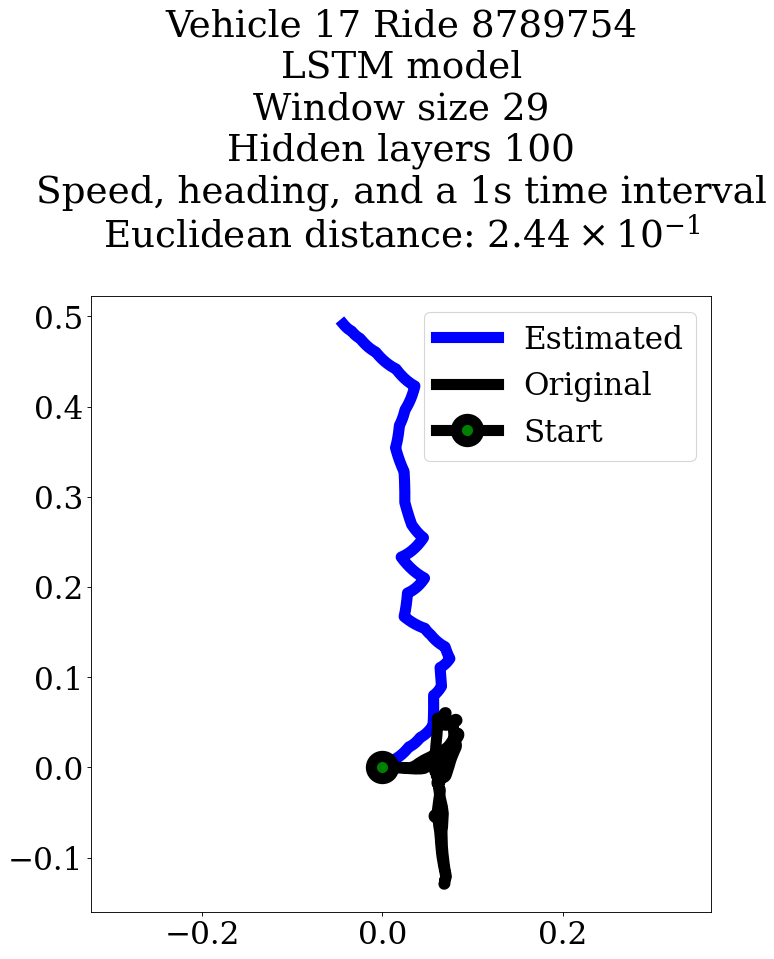 Vehicle 17 Ride 8789754
LSTM model
Window size 29
Hidden layers 100
Speed, heading, and a 1s time interval
Euclidean distance: 2.44 × 10⁻¹
0.5
0.4
0.3
0.2
0.1
0.0
−0.1
Estimated
Original
Start
−0.2
0.0
0.2